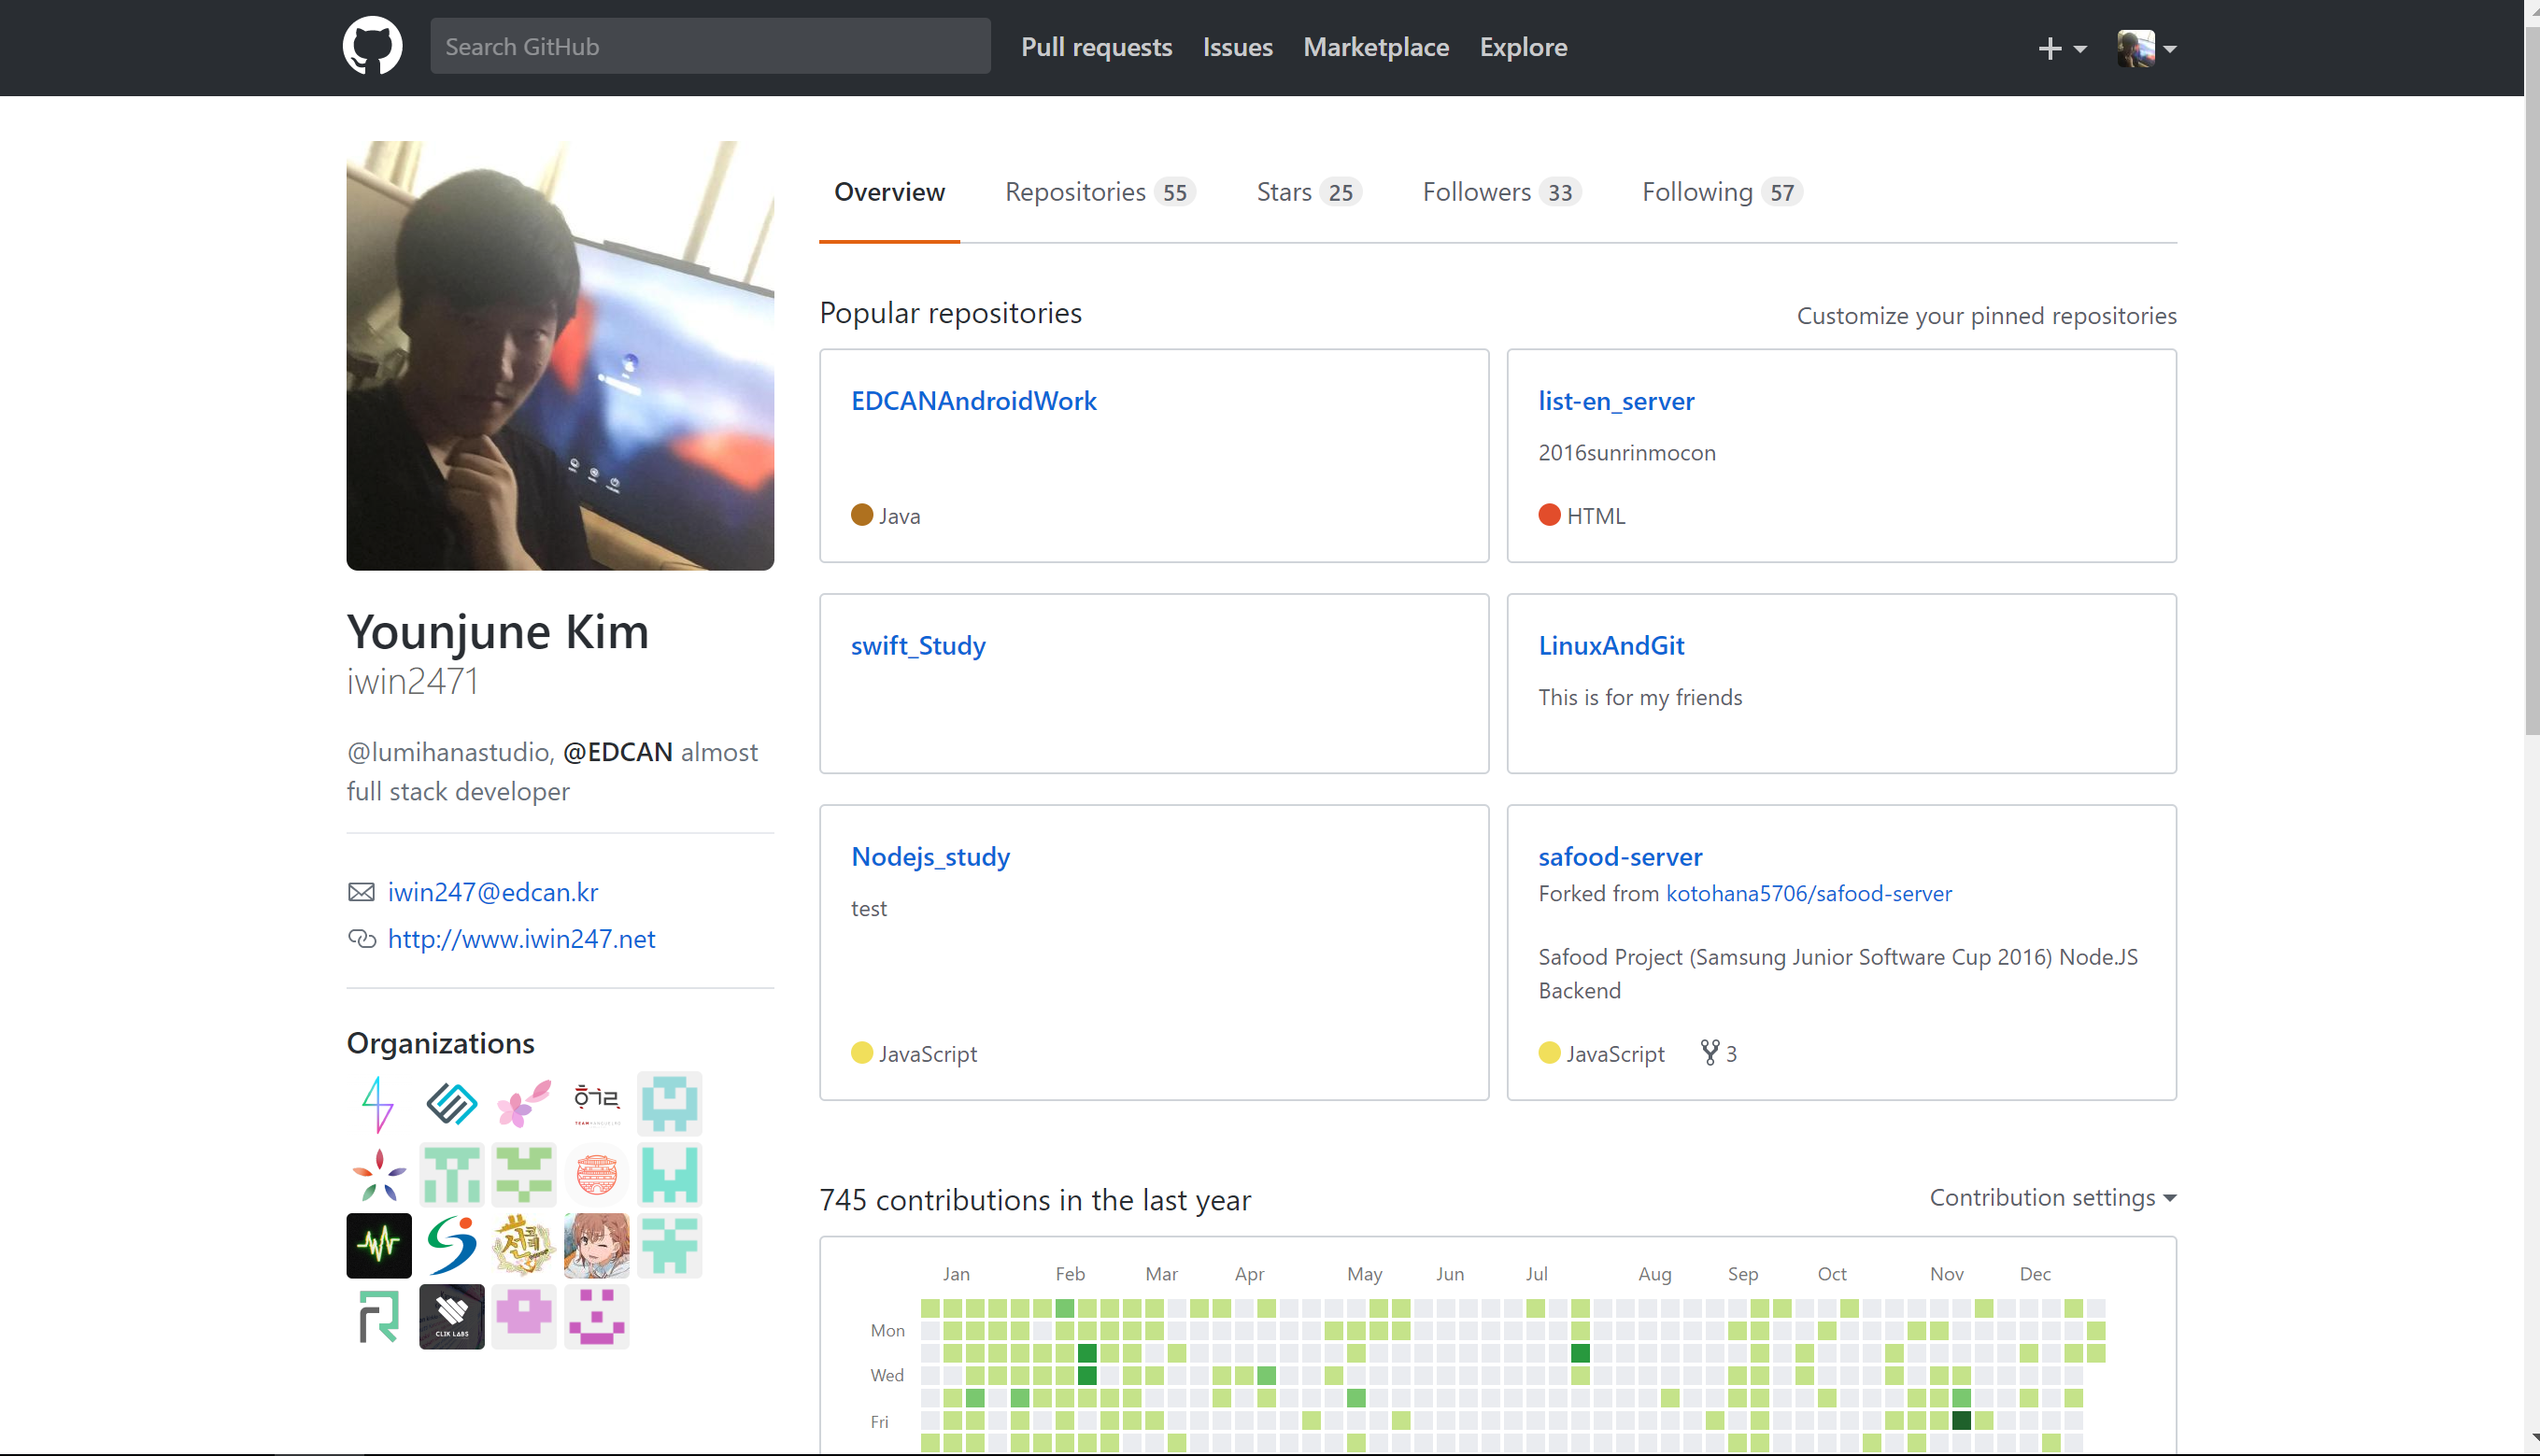 Search GitHub
Pull requests Issues Marketplace Explore
Overview Repositories 55 Stars 25 Followers 33 Following 57
Popular repositories
Customize your pinned repositories
EDCANAndroidWork
Java
list-en_server
2016sunrinmocon
HTML
swift_Study
LinuxAndGit
This is for my friends
Nodejs_study
test
JavaScript
safood-server
Forked from kotohana5706/safood-server
Safood Project (Samsung Junior Software Cup 2016) Node.JS
Backend
JavaScript 3
Younjune Kim
iwin2471
@lumihanastudio, @EDCAN almost
full stack developer
iwin247@edcan.kr
http://www.iwin247.net
Organizations
CLIK LABS
745 contributions in the last year
Contribution settings
Jan Feb Mar Apr May Jun Jul Aug Sep Oct Nov Dec
Mon
Wed
Fri